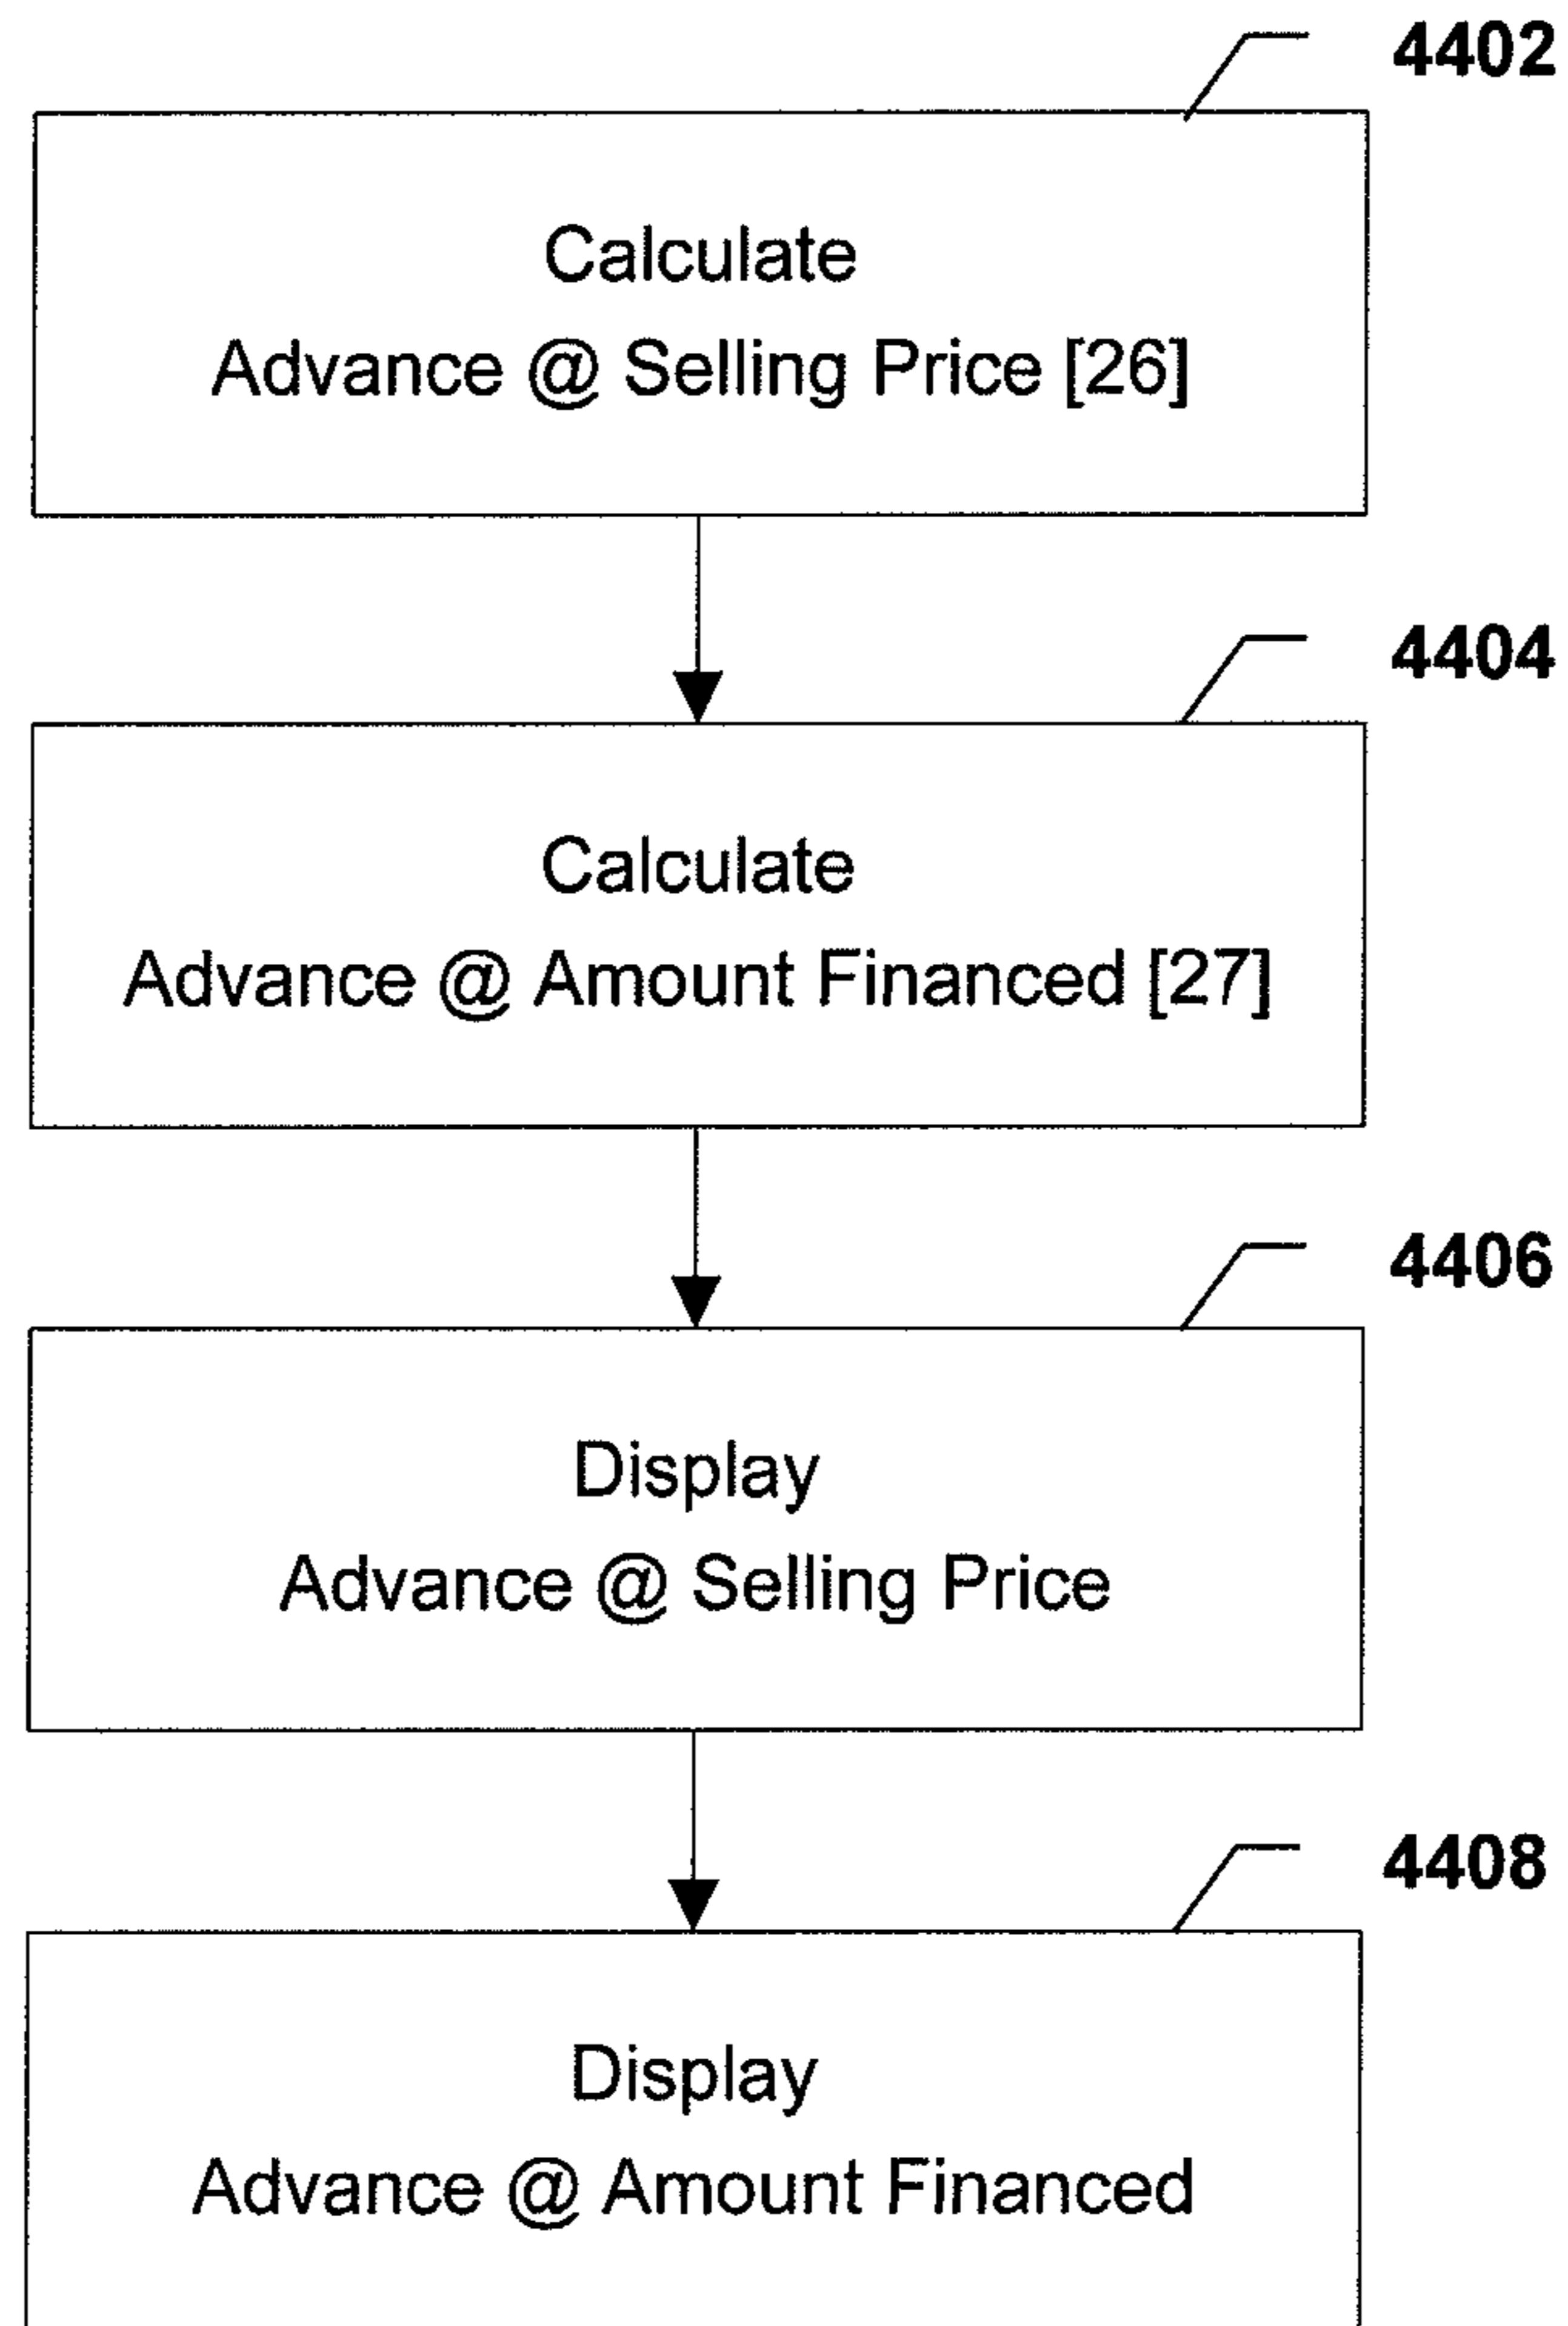 4402
Calculate
Advance @ Selling Price [26]
4404
Calculate
Advance @ Amount Financed [27]
4406
Display
Advance @ Selling Price
4408
Display
Advance @ Amount Financed